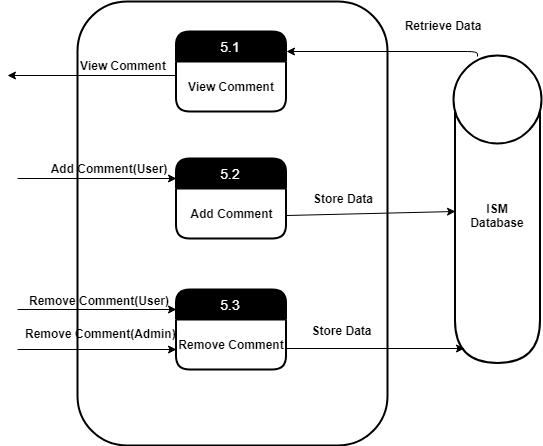 Retrieve Data
5.1
View Comment
View Comment
5.2
Add Comment(User)
Add Comment
Store Data
ISM
Database
5.3
Remove Comment(User)
Remove Comment(Admin)
Remove Comment
Store Data